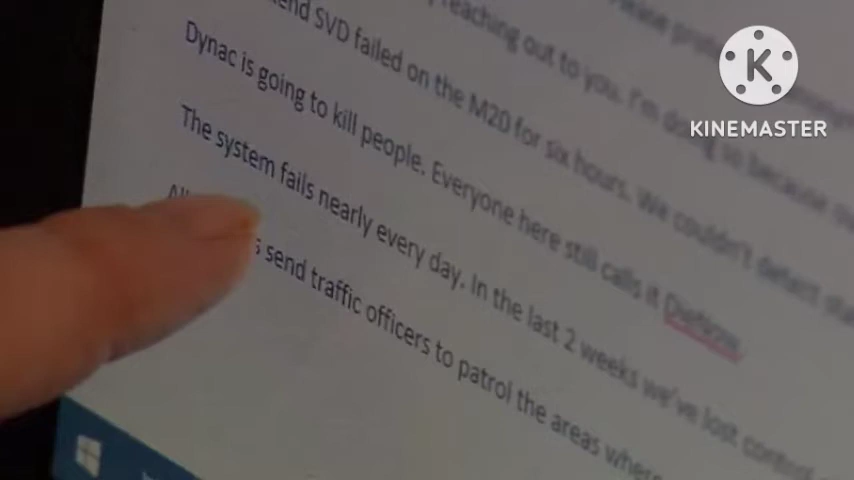 reaching out to you. I'm doing is because
end SVD failed on the M20 for six hours. We couldn't detect
Dynac is going to kill people. Everyone here still calls it DieNow.
The system fails nearly every day. In the last 2 weeks we've lost control
send traffic officers to patrol the areas where
K
KINEMASTER